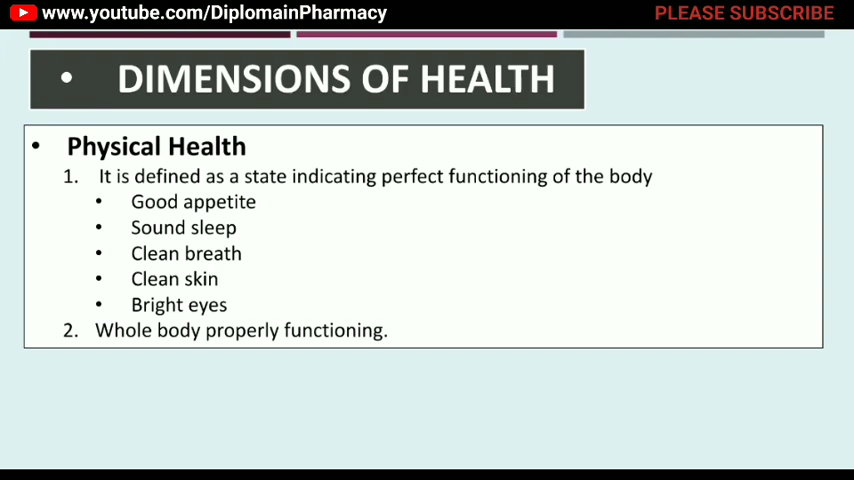 www.youtube.com/DiplomainPharmacy
PLEASE SUBSCRIBE
• DIMENSIONS OF HEALTH
• Physical Health
1. It is defined as a state indicating perfect functioning of the body
• Good appetite
• Sound sleep
• Clean breath
• Clean skin
• Bright eyes
2. Whole body properly functioning.